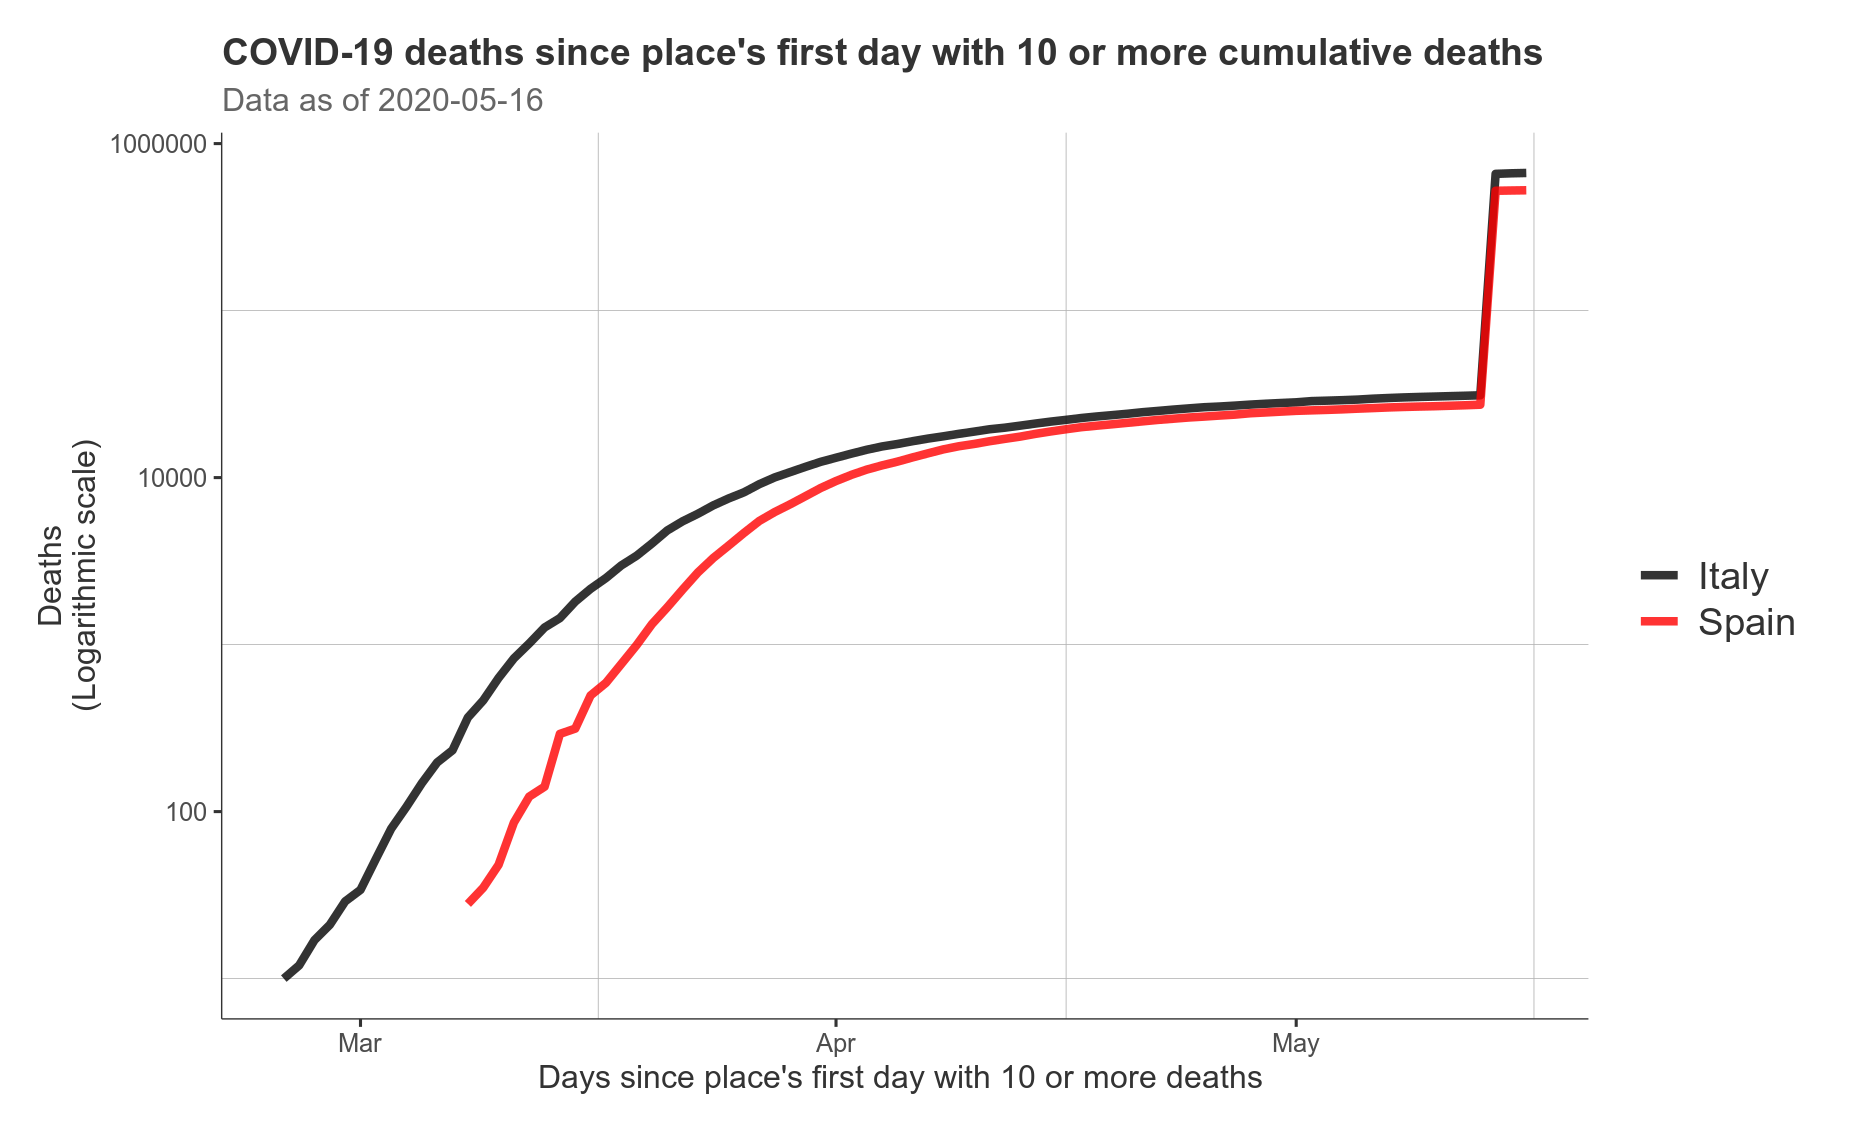 COVID-19 deaths since place's first day with 10 or more cumulative deaths
Data as of 2020-05-16
1000000
10000
100
Deaths
(Logarithmic scale)
Mar
Apr
May
Days since place's first day with 10 or more deaths
Italy
Spain